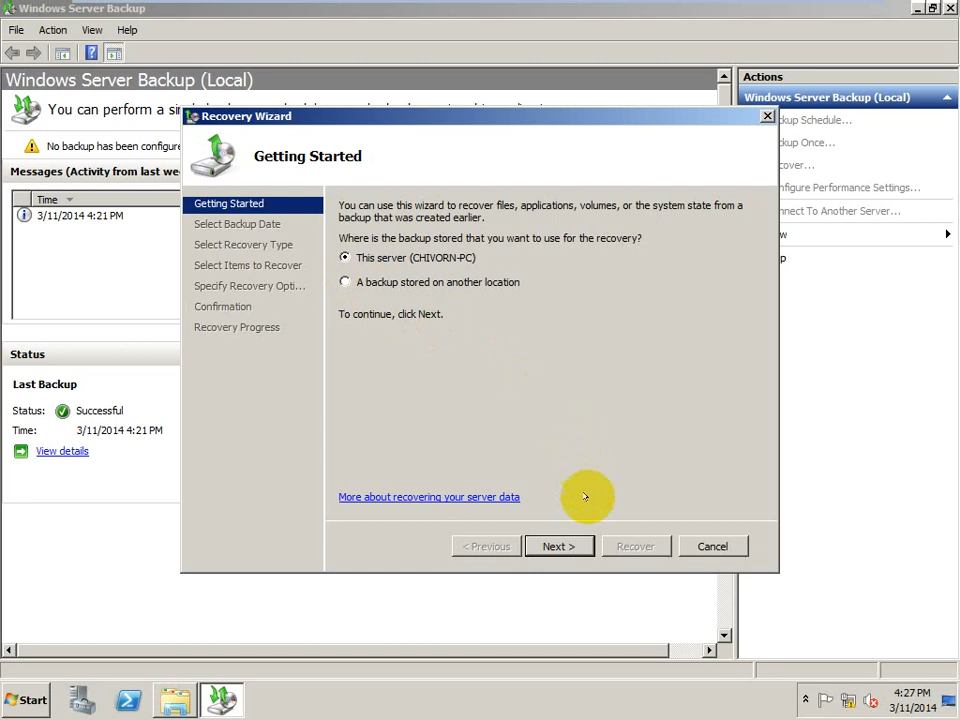 Windows Server Backup
File Action View Help
Windows Server Backup (Local)
You can perform a
No backup has been configure
Messages (Activity from last we
Time
3/11/2014 4:21 PM
Status
Last Backup
Status: Successful
Time: 3/11/2014 4:21 PM
View details
Recovery Wizard
Getting Started
Getting Started
Select Backup Date
Select Recovery Type
Select Items to Recover
Specify Recovery Opti...
Confirmation
Recovery Progress
You can use this wizard to recover files, applications, volumes, or the system state from a
backup that was created earlier.
Where is the backup stored that you want to use for the recovery?
This server (CHIVORN-PC)
A backup stored on another location
To continue, click Next.
More about recovering your server data
< Previous Next > Recover Cancel
Actions
Windows Server Backup (Local)
kup Schedule...
kup Once...
over...
figure Performance Settings...
nnect To Another Server...
w
p
Start
4:27 PM
3/11/2014